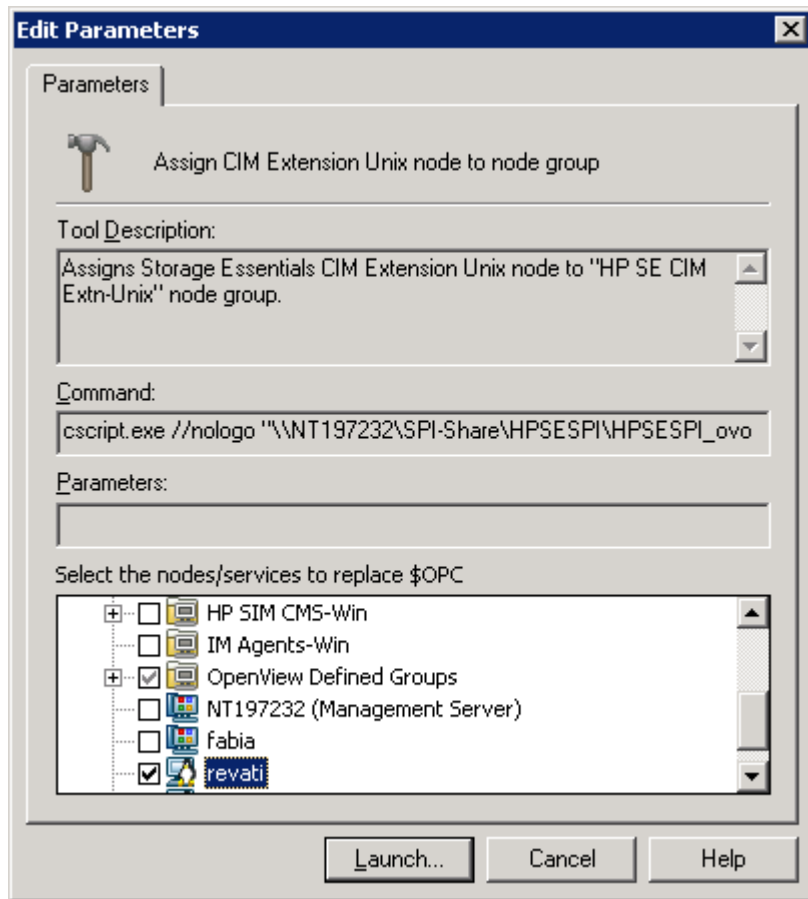 Edit Parameters
Parameters
Assign CIM Extension Unix node to node group
Tool Description:
Assigns Storage Essentials CIM Extension Unix node to "HP SE CIM
Extn-Unix" node group.
Command:
cscript.exe //nologo "\\NT197232\SPI-Share\HPSESPI\HPSESPI_ovo
Parameters:
Select the nodes/services to replace $OPC
HP SIM CMS-Win
IM Agents-Win
OpenView Defined Groups
NT197232 (Management Server)
fabia
revati
Launch... Cancel Help